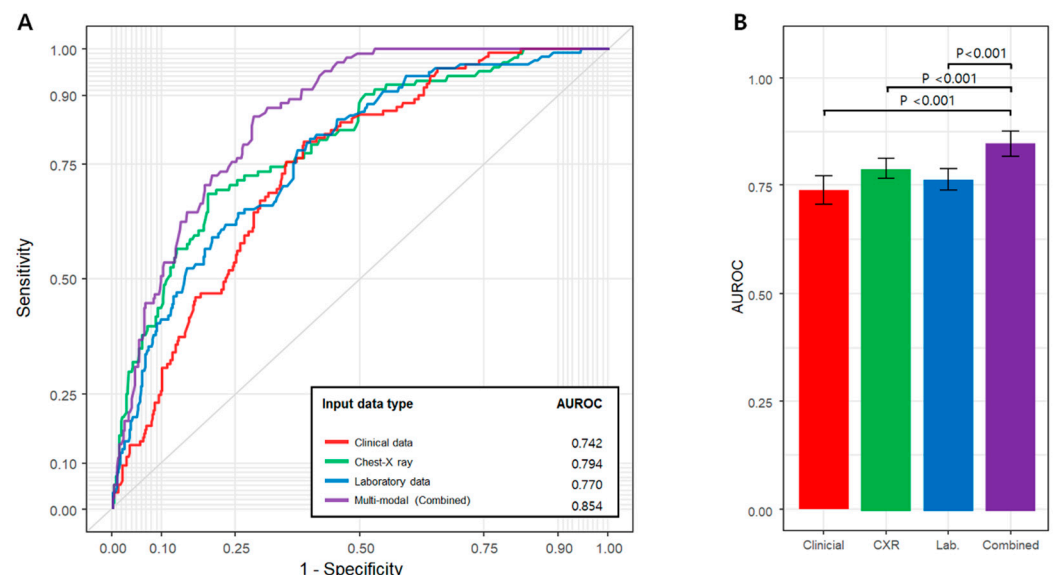 A
Sensitivity
1.00
0.90
0.75
0.50
0.25
0.10
0.00
Input data type AUROC
Clinical data 0.742
Chest-X ray 0.794
Laboratory data 0.770
Multi-modal (Combined) 0.854
0.00 0.10 0.25 0.50 0.75 0.90 1.00
1 - Specificity
B
AUROC
1.00
0.75
0.50
0.25
0.00
P<0.001
P <0.001
P <0.001
Clinicial CXR Lab. Combined